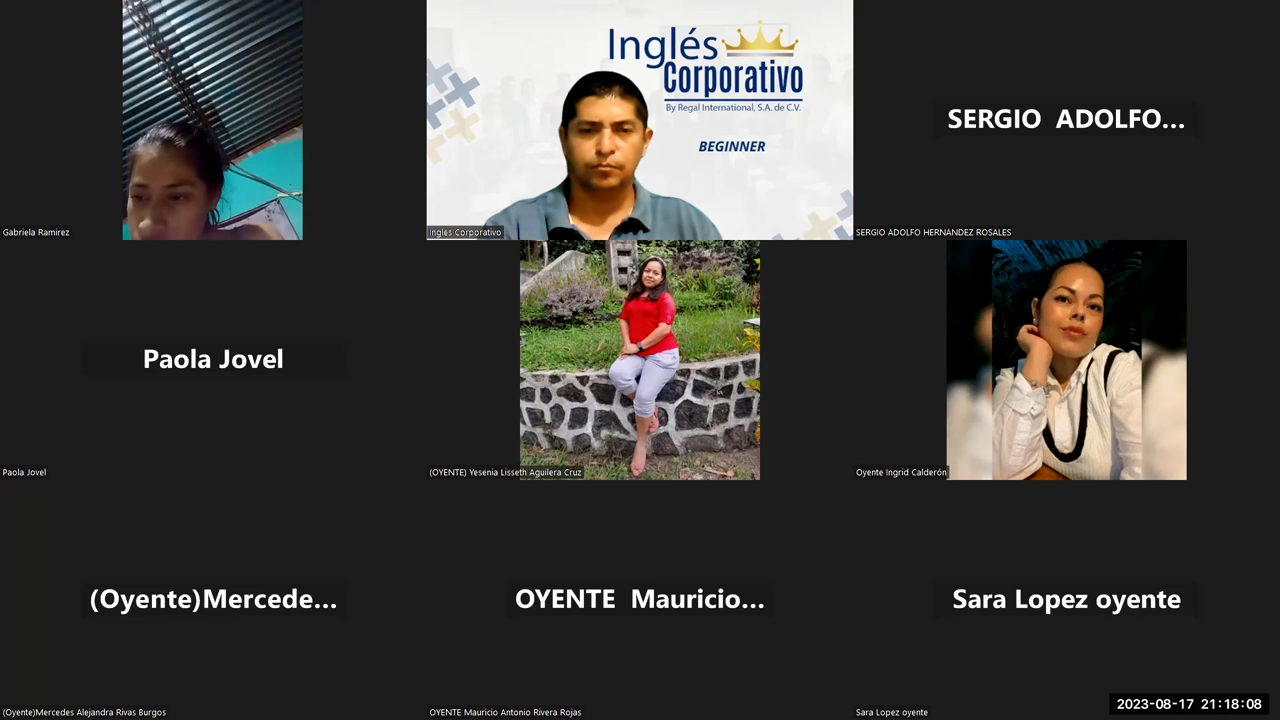 Inglés
Corporativo
By Regal International, S.A. de C.V.
BEGINNER
SERGIO ADOLFO...
Gabriela Ramirez
Ingles Corporativo
SERGIO ADOLFO HERNANDEZ ROSALES
Paola Jovel
Paola Jovel
(OYENTE) Yesenia Lisseth Aguilera Cruz
Oyente Ingrid Calderón
(Oyente)Mercede...
OYENTE Mauricio...
Sara Lopez oyente
(Oyente)Mercedes Alejandra Rivas Burgos
OYENTE Mauricio Antonio Rivera Rojas
Sara Lopez oyente
2023-08-17 21:18:08